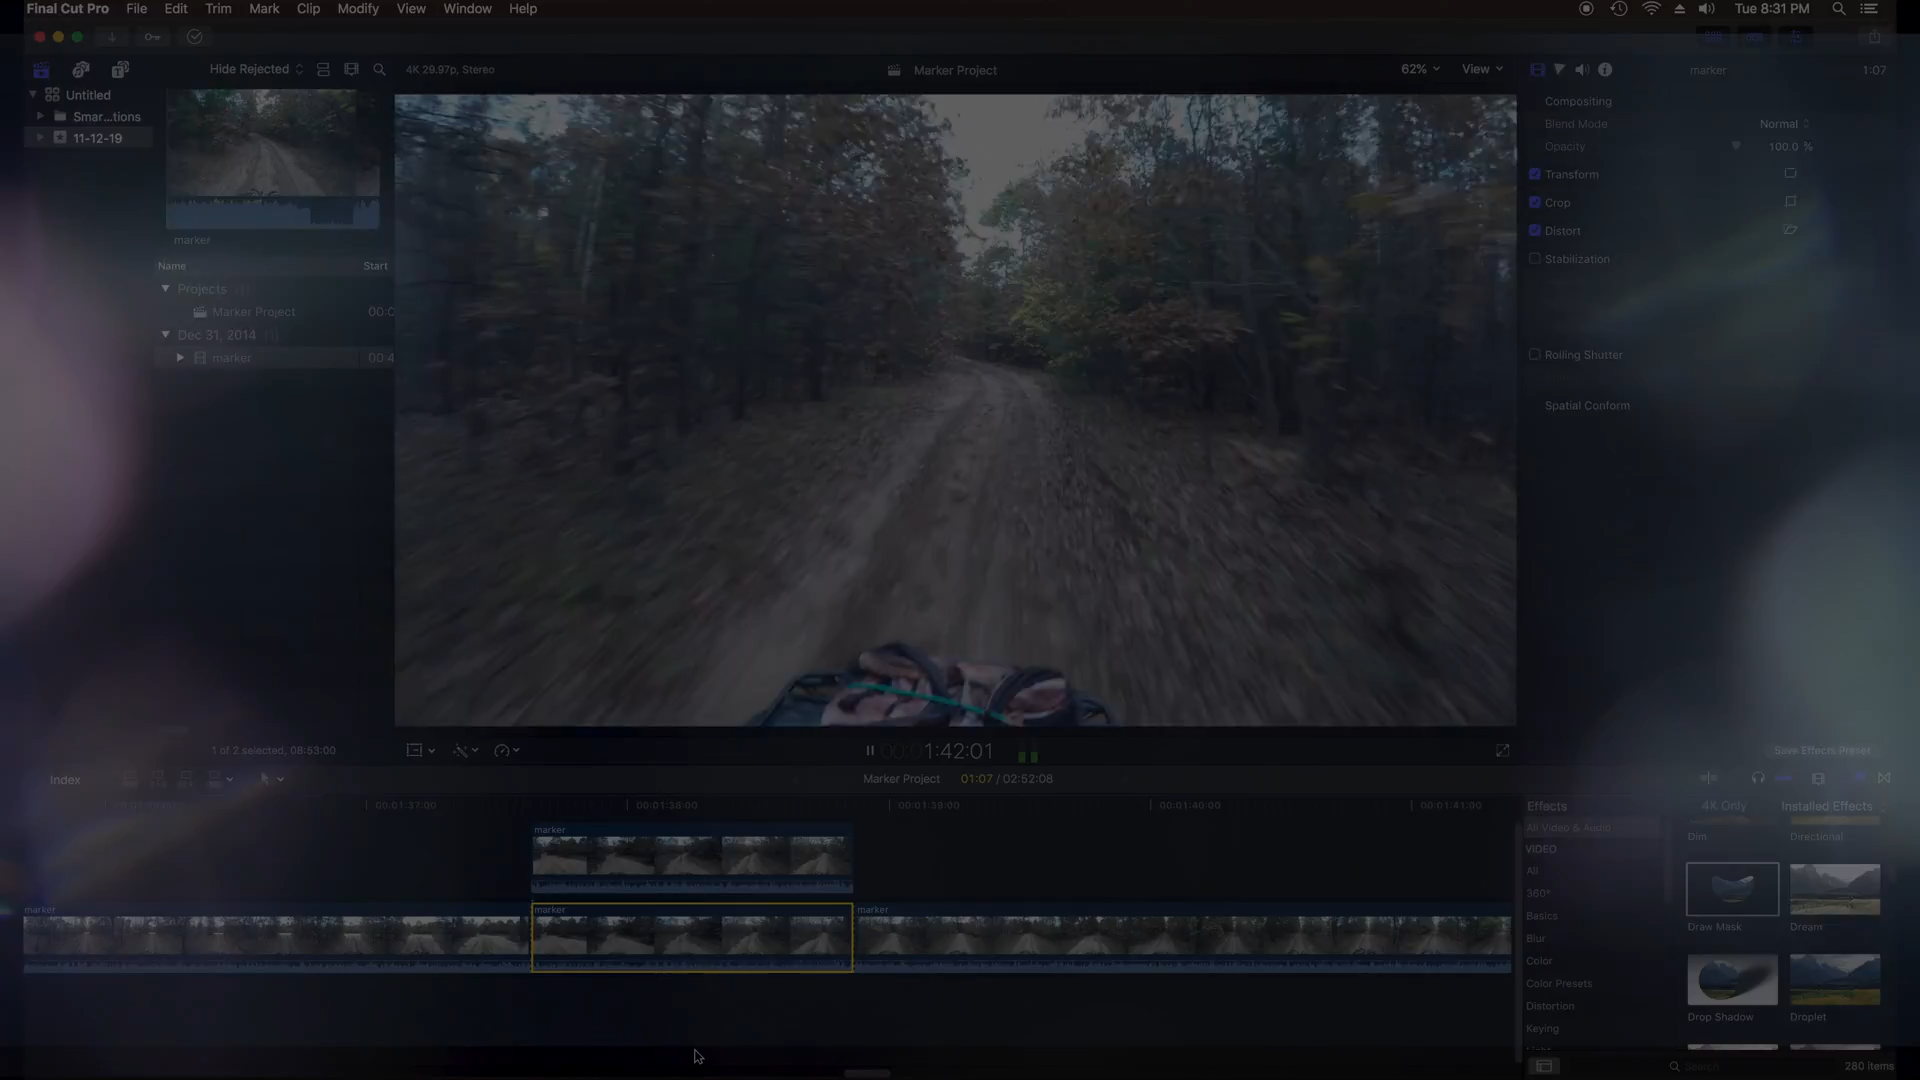 Final Cut Pro File Edit Trim Mark Clip Modify View Window Help Tue 8:31 PM
Hide Rejected 4K 29.97p, Stereo Marker Project 62% View marker 1:07
Untitled
Smar...tions
11-12-19
marker
Name Start
Projects
Marker Project
Dec 31, 2014
marker
Compositing
Blend Mode Normal
Opacity 100.0 %
Transform
Crop
Distort
Stabilization
Rolling Shutter
Spatial Conform
1 of 2 selected, 08:53:00 1:42:01 Save Effects Preset
Index Marker Project 01:07 / 02:52:08
00:01:37:00 00:01:38:00 00:01:39:00 00:01:40:00 00:01:41:00
marker
marker marker marker
Effects 4K Only Installed Effects
All Video & Audio
VIDEO
All
360°
Basics
Blur
Color
Color Presets
Distortion
Keying
Dim Directional
Draw Mask Dream
Drop Shadow Droplet
Search 280 items